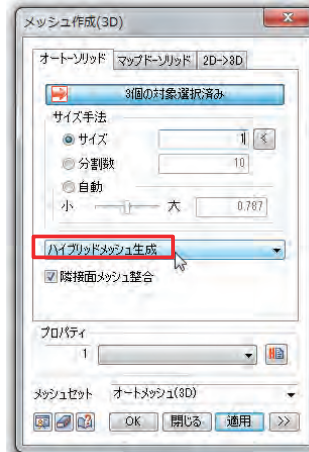 メッシュ作成(3D)
オートーソリッド マップドーソリッド 2D->3D
3個の対象選択済み
サイズ手法
サイズ 1 <
分割数 10
自動
小 大 0.787
ハイブリッドメッシュ生成
隣接面メッシュ整合
プロパティ
1
メッシュセット オートメッシュ(3D)
OK 閉じる 適用 >>